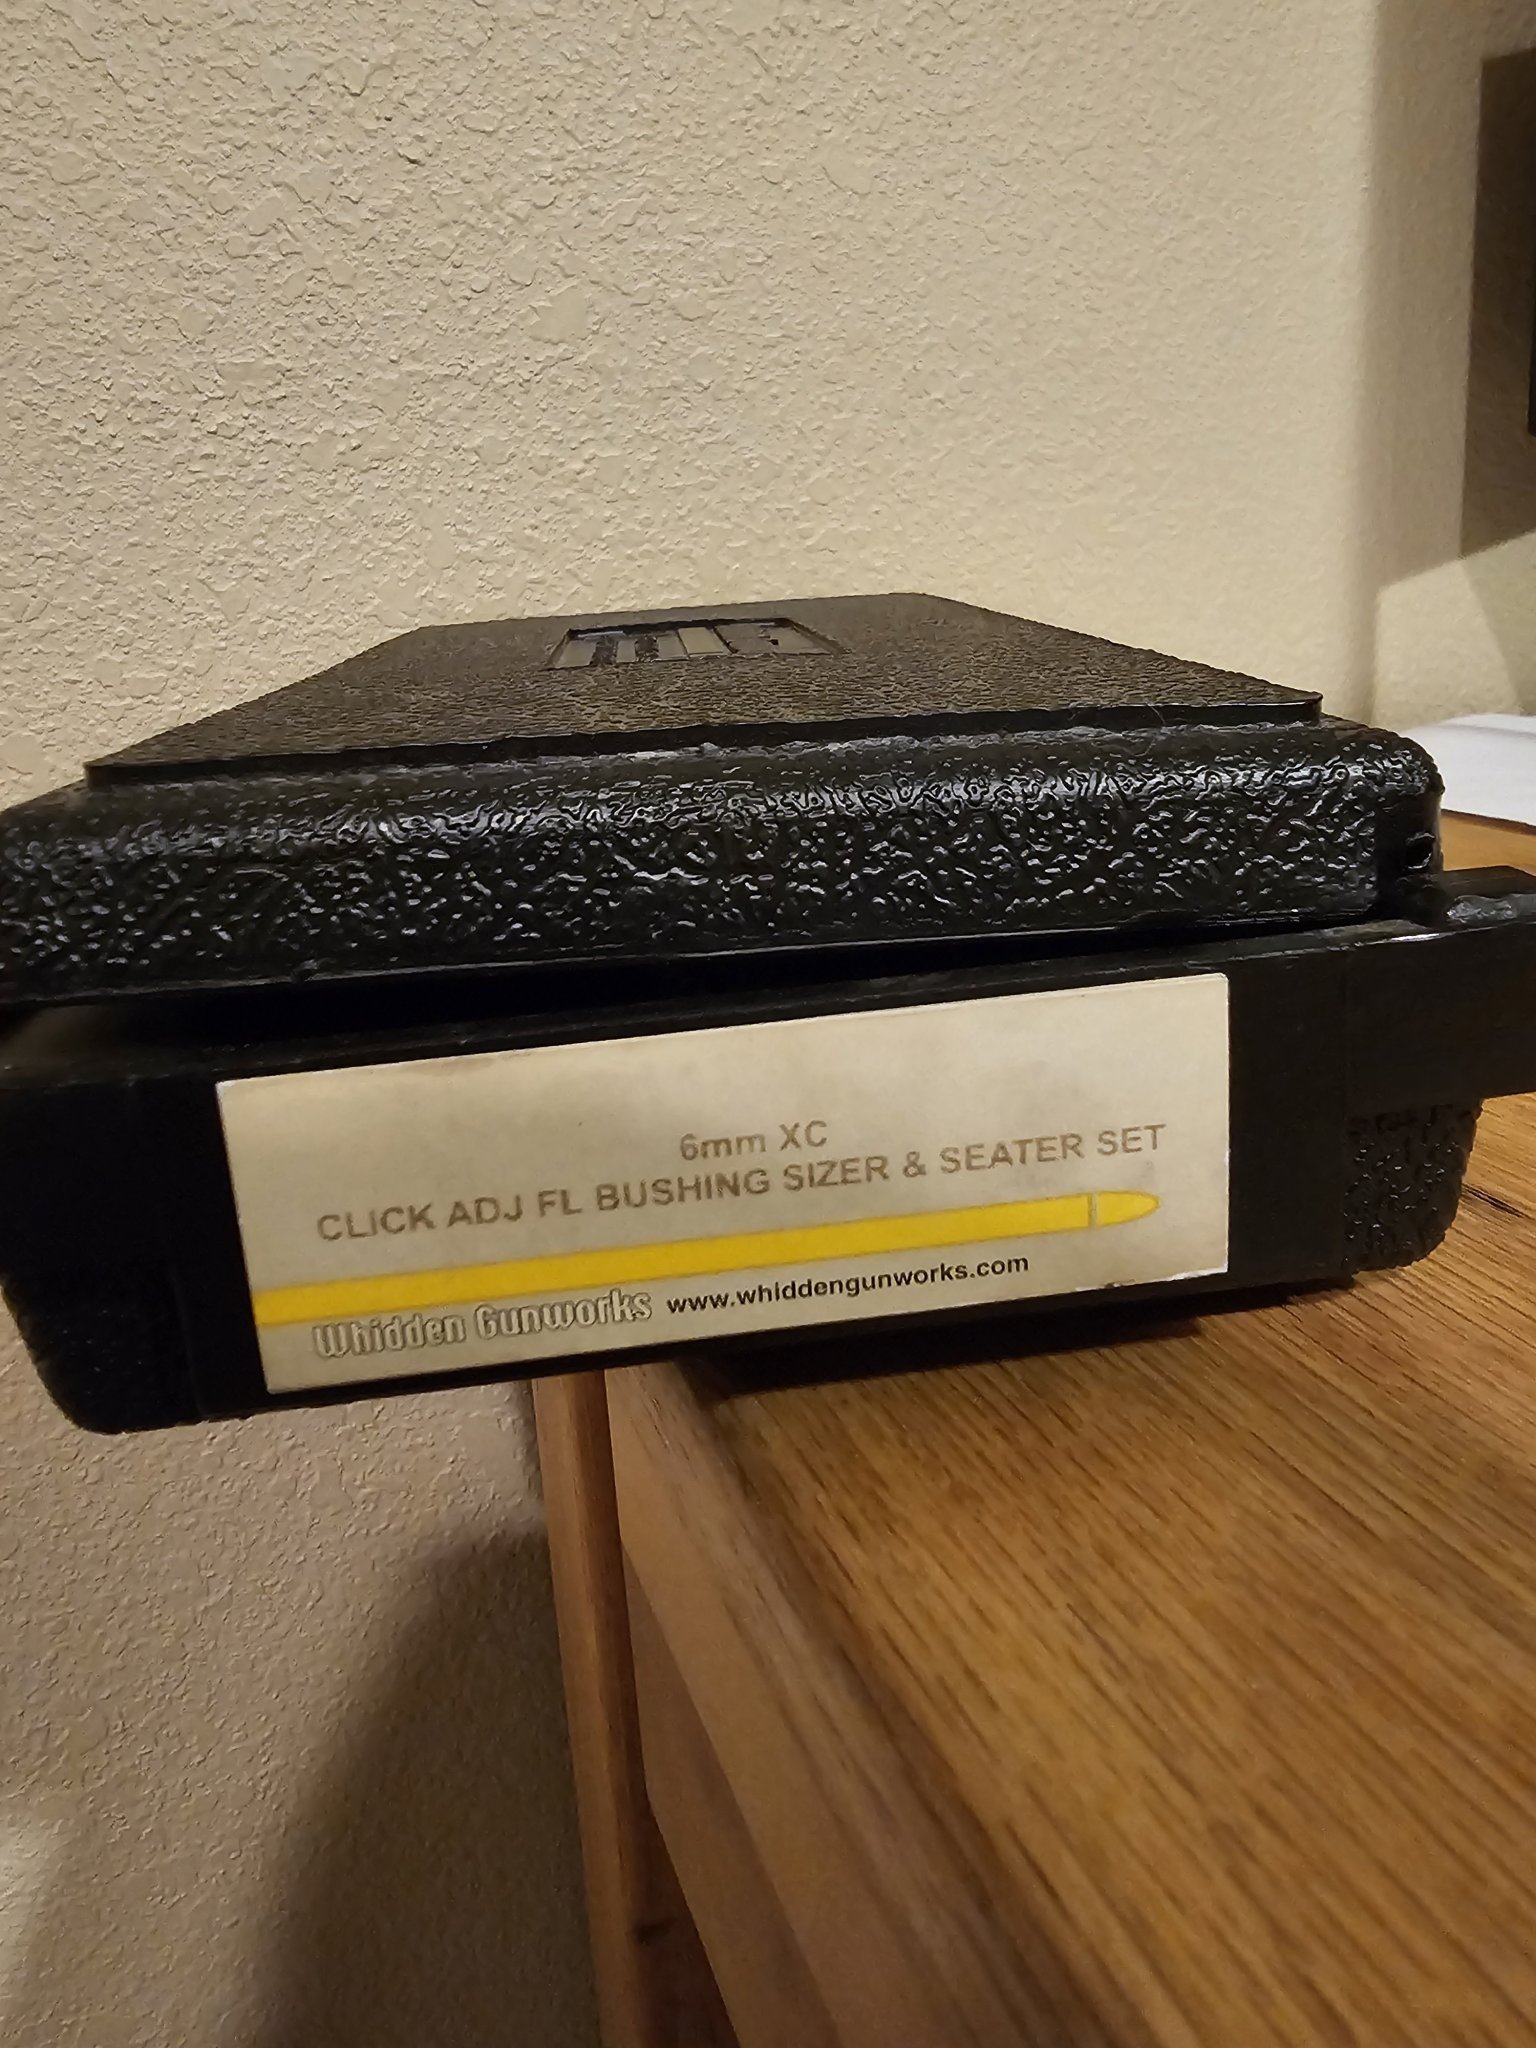 6mm XC
CLICK ADJ FL BUSHING SIZER & SEATER SET
Whidden Gunworks www.whiddengunworks.com